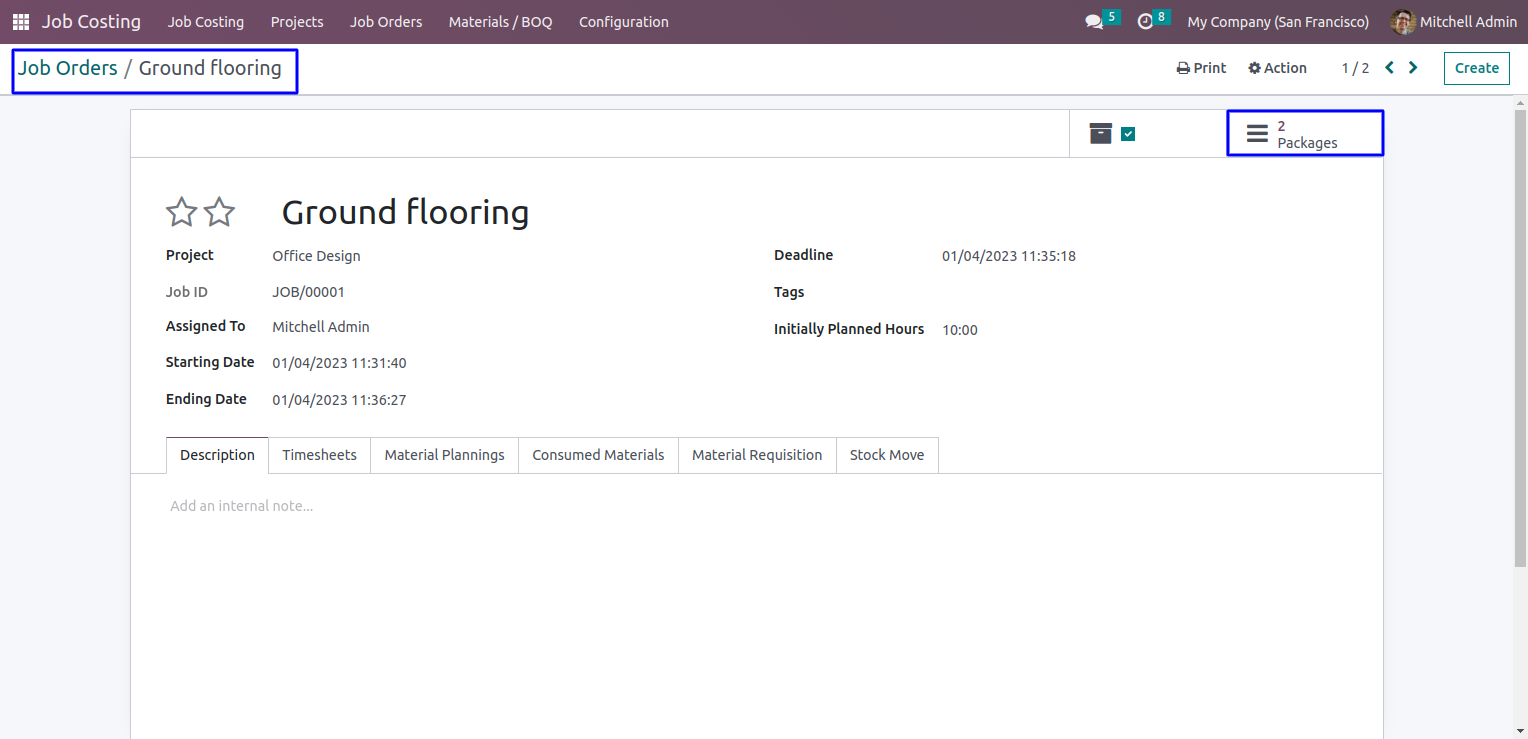 Job Costing Job Costing Projects Job Orders Materials / BOQ Configuration 5 8 My Company (San Francisco) Mitchell Admin
Job Orders / Ground flooring Print Action 1 / 2 Create
2
Packages
Ground flooring
Project Office Design Deadline 01/04/2023 11:35:18
Job ID JOB/00001 Tags
Assigned To Mitchell Admin Initially Planned Hours 10:00
Starting Date 01/04/2023 11:31:40
Ending Date 01/04/2023 11:36:27
Description Timesheets Material Plannings Consumed Materials Material Requisition Stock Move
Add an internal note...